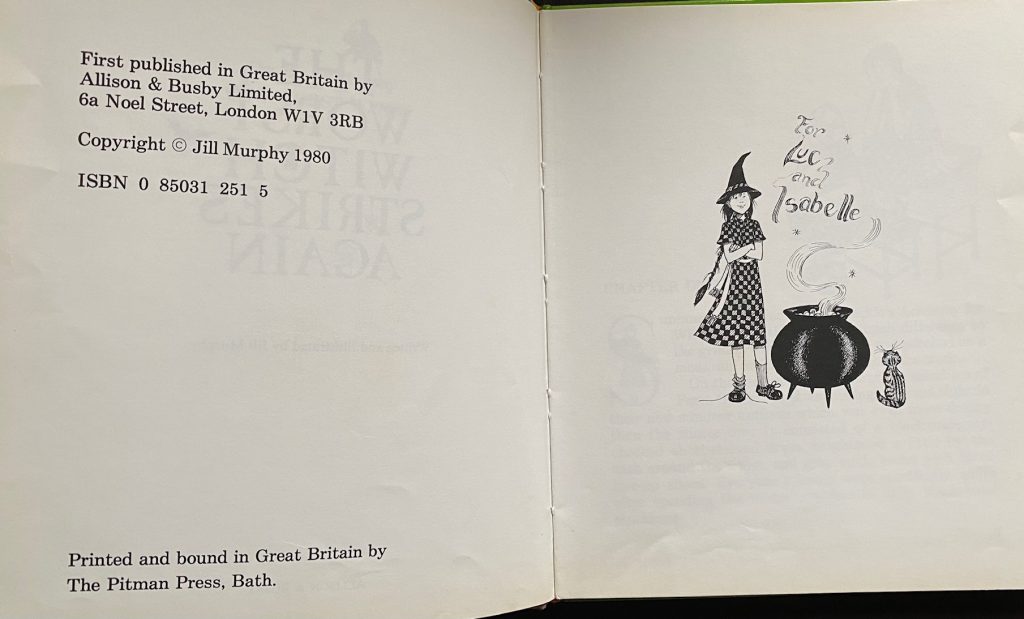 First published in Great Britain by
Allison & Busby Limited,
6a Noel Street, London W1V 3RB
Copyright © Jill Murphy 1980
ISBN 0 85031 251 5
Printed and bound in Great Britain by
The Pitman Press, Bath.
For
Luc
and
Isabelle